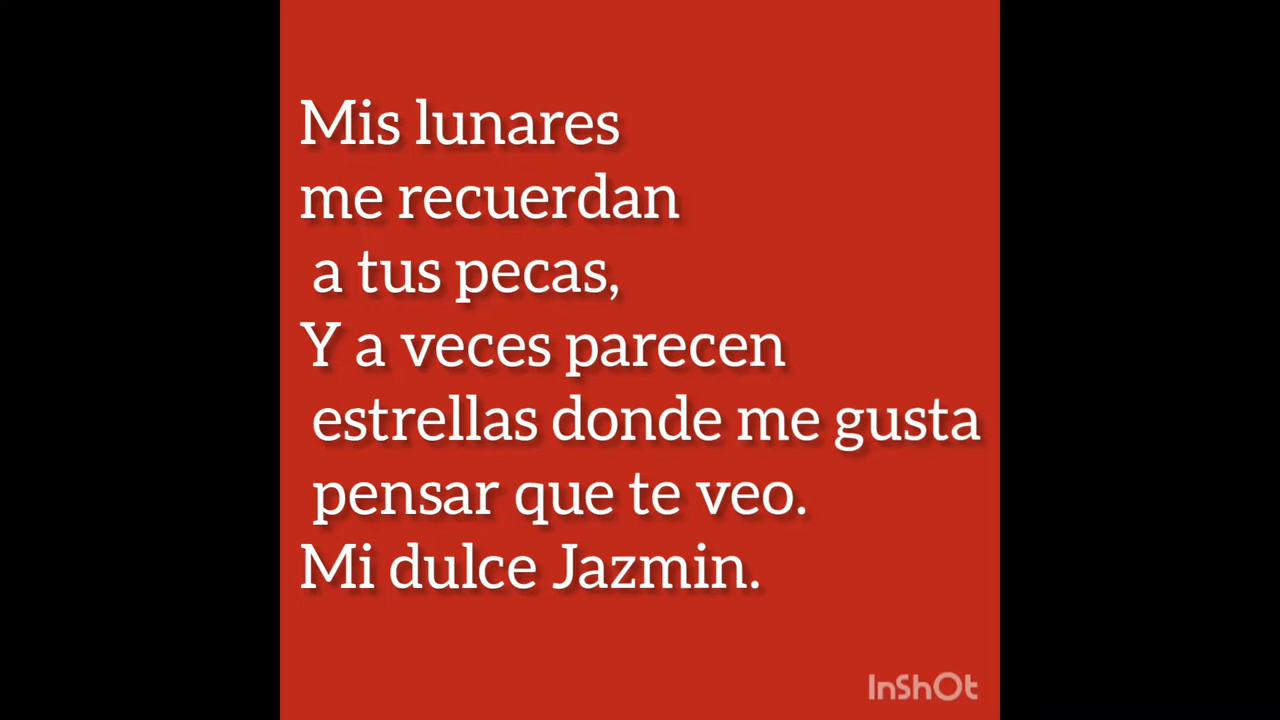 Mis lunares
me recuerdan
a tus pecas,
Y a veces parecen
estrellas donde me gusta
pensar que te veo.
Mi dulce Jazmin.
InShOt